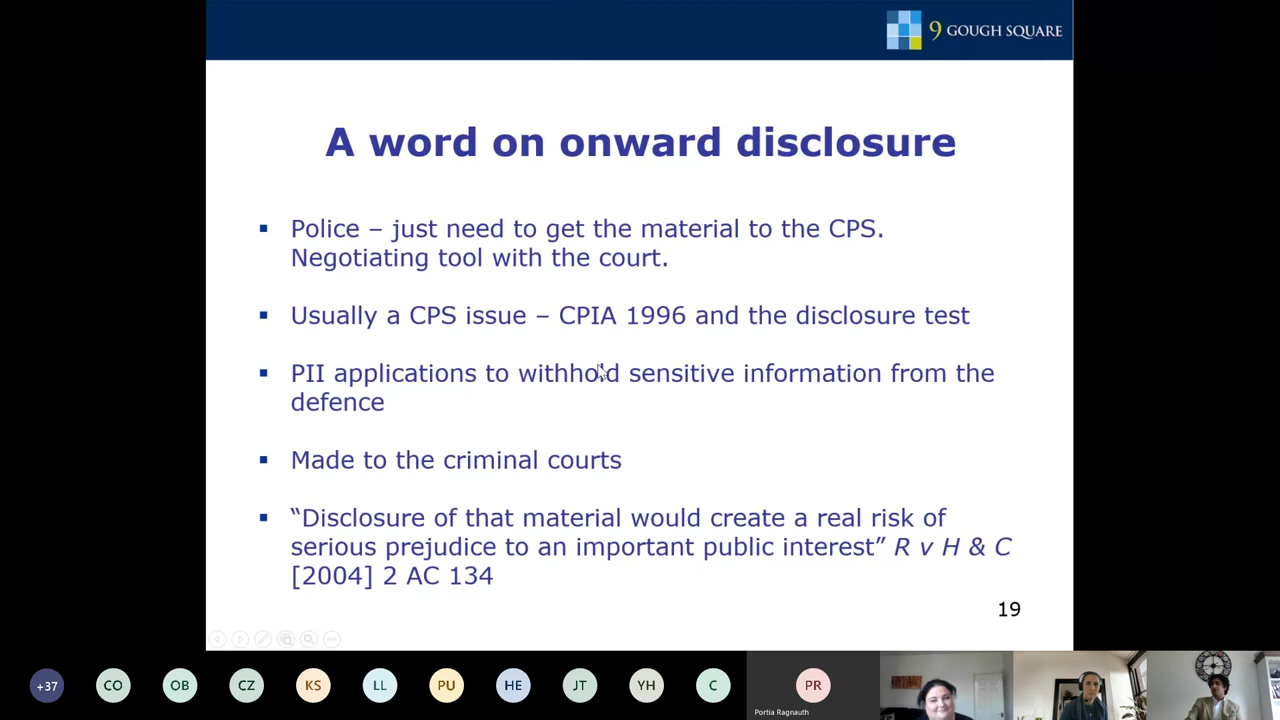 9 GOUGH SQUARE
A word on onward disclosure
▪ Police – just need to get the material to the CPS.
Negotiating tool with the court.
▪ Usually a CPS issue – CPIA 1996 and the disclosure test
▪ PII applications to withhold sensitive information from the
defence
▪ Made to the criminal courts
▪ “Disclosure of that material would create a real risk of
serious prejudice to an important public interest” R v H & C
[2004] 2 AC 134
19
+37 CO OB CZ KS LL PU HE JT YH C PR
Portia Ragnauth